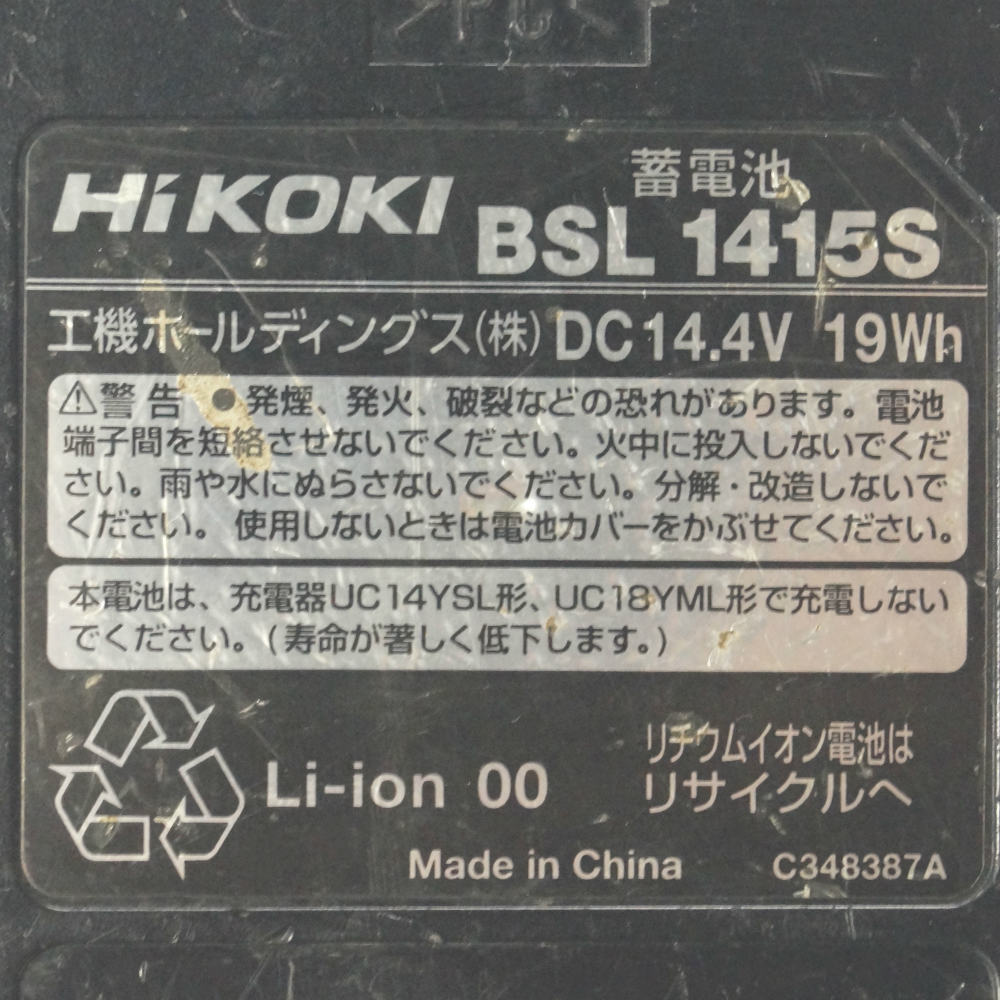 HiKOKI
蓄電池
BSL 1415S
工機ホールディングス(株) DC 14.4V 19Wh
⚠警告 ●発煙、発火、破裂などの恐れがあります。電池
端子間を短絡させないでください。火中に投入しないでくだ
さい。雨や水にぬらさないでください。分解・改造しないで
ください。使用しないときは電池カバーをかぶせてください。
本電池は、充電器UC14YSL形、UC18YML形で充電しない
でください。(寿命が著しく低下します。)
リチウムイオン電池は
Li-ion 00 リサイクルへ
Made in China C348387A